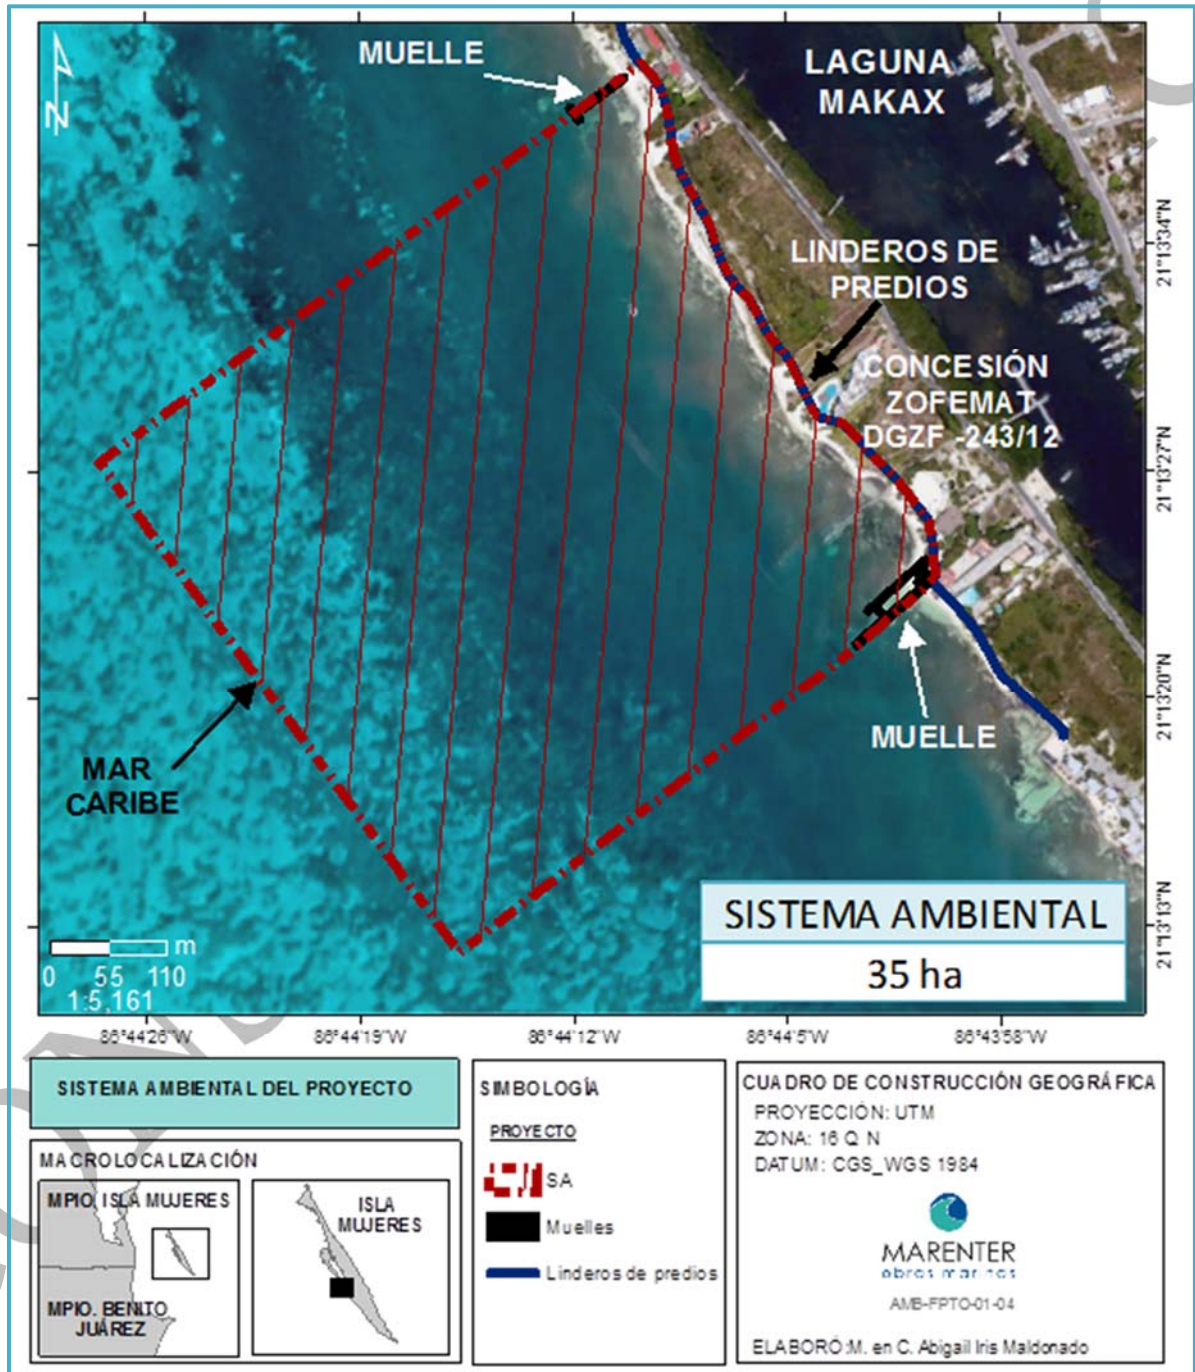 MUELLE
LAGUNA
MAKAX
LINDEROS DE
PREDIOS
CONCESIÓN
ZOFEMAT
DGZF -243/12
MUELLE
MAR
CARIBE
N
21°13'34"N
21°13'27"N
21°13'20"N
21°13'13"N
SISTEMA AMBIENTAL
35 ha
m
0 55 110
1:5,161
86°44'26"W 86°44'19"W 86°44'12"W 86°44'5"W 86°43'58"W
SISTEMA AMBIENTAL DEL PROYECTO
MACROLOCALIZACIÓN
MPIO. ISLA MUJERES
MPIO. BENITO
JUÁREZ
ISLA
MUJERES
SIMBOLOGÍA
PROYECTO
SA
Muelles
Linderos de predios
CUADRO DE CONSTRUCCIÓN GEOGRÁFICA
PROYECCIÓN: UTM
ZONA: 16 Q N
DATUM: CGS_WGS 1984
MARENTER
obras marinas
AMB-FPTO-01-04
ELABORÓ:M. en C. Abigail Iris Maldonado